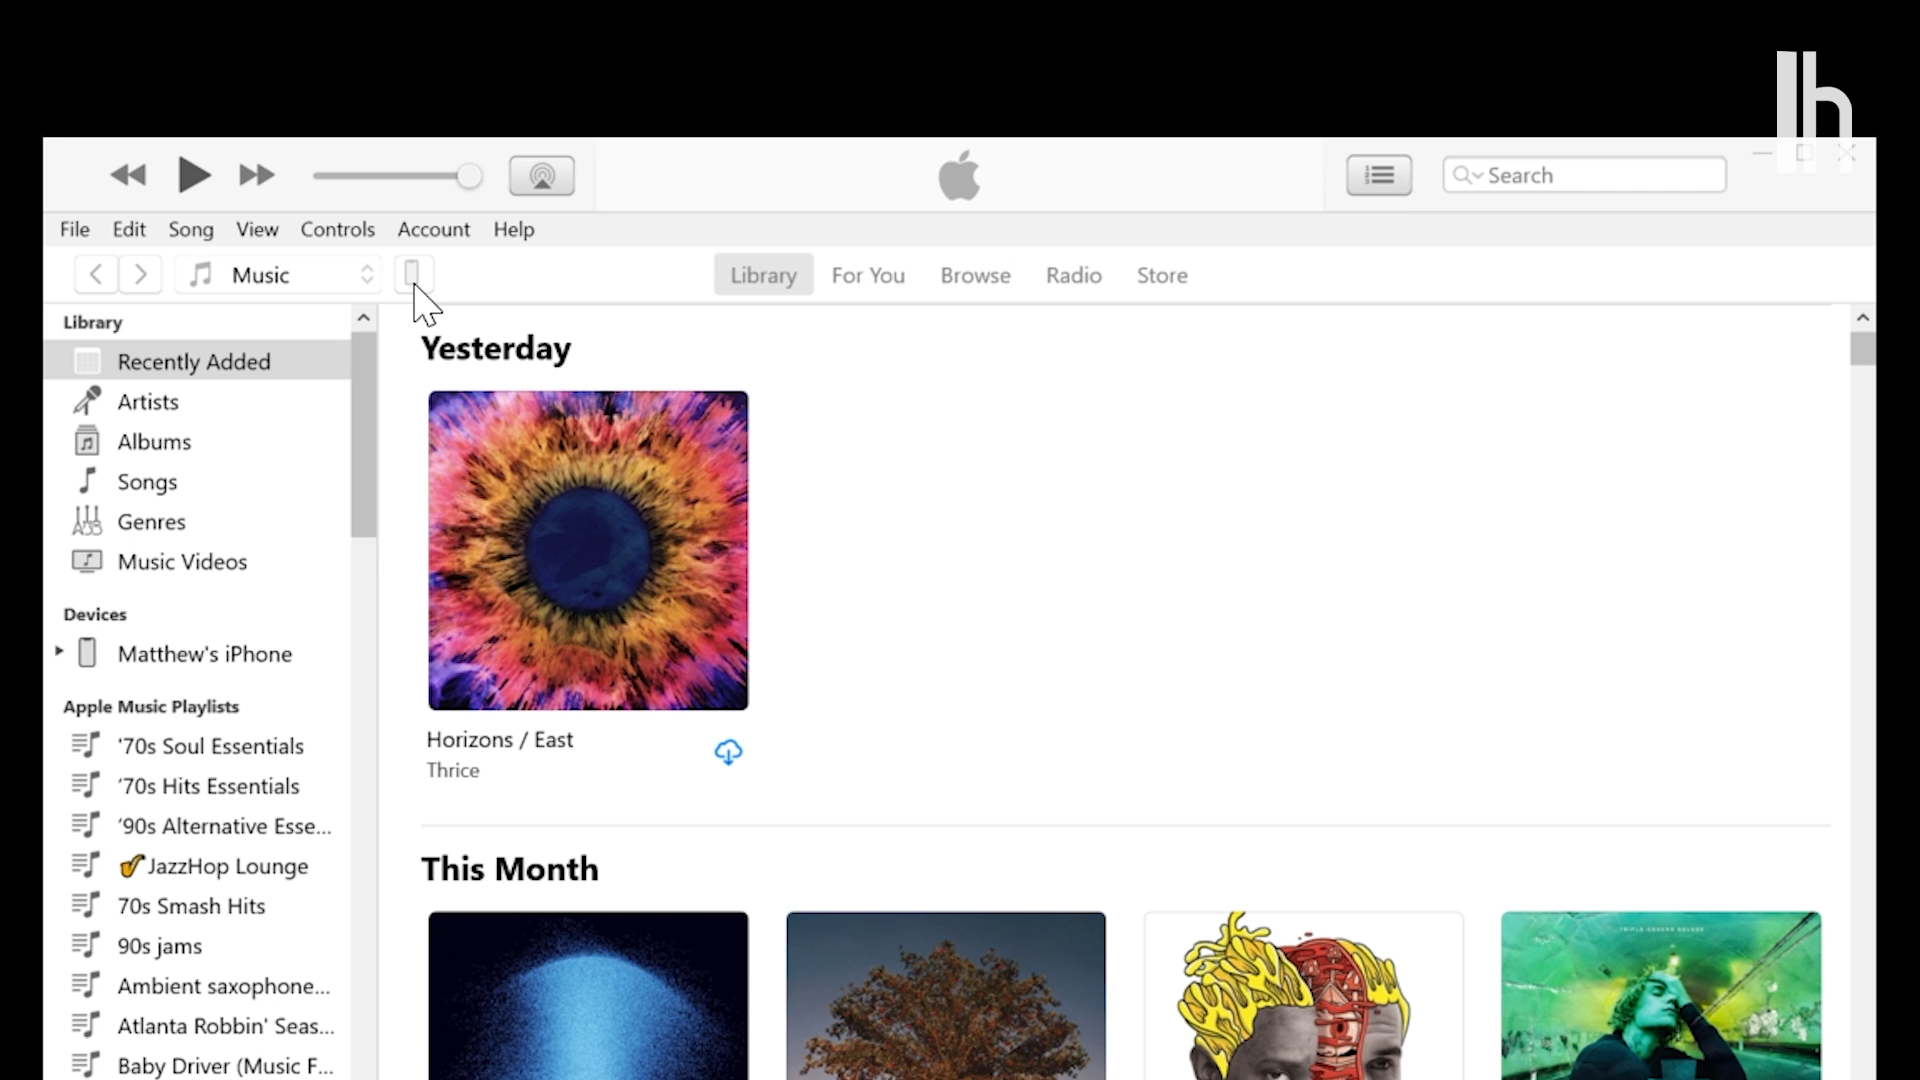 lh
Search
File Edit Song View Controls Account Help
Music
Library For You Browse Radio Store
Library
Recently Added
Artists
Albums
Songs
Genres
Music Videos
Devices
Matthew's iPhone
Apple Music Playlists
'70s Soul Essentials
'70s Hits Essentials
'90s Alternative Esse...
🎷JazzHop Lounge
70s Smash Hits
90s jams
Ambient saxophone...
Atlanta Robbin' Seas...
Baby Driver (Music F...
Yesterday
Horizons / East
Thrice
This Month